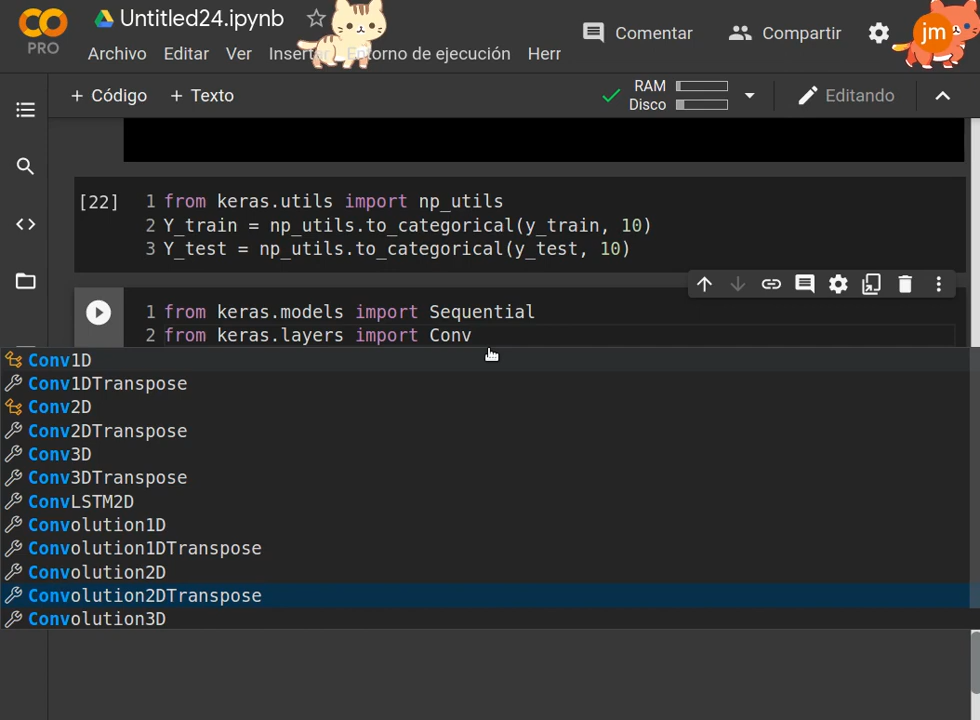 Untitled24.ipynb
PRO
Comentar
Compartir
jm
Archivo Editar Ver Insertar Entorno de ejecución Herr
+ Código + Texto
RAM
Disco
Editando
[22]
1 from keras.utils import np_utils
2 Y_train = np_utils.to_categorical(y_train, 10)
3 Y_test = np_utils.to_categorical(y_test, 10)
1 from keras.models import Sequential
2 from keras.layers import Conv
Conv1D
Conv1DTranspose
Conv2D
Conv2DTranspose
Conv3D
Conv3DTranspose
ConvLSTM2D
Convolution1D
Convolution1DTranspose
Convolution2D
Convolution2DTranspose
Convolution3D